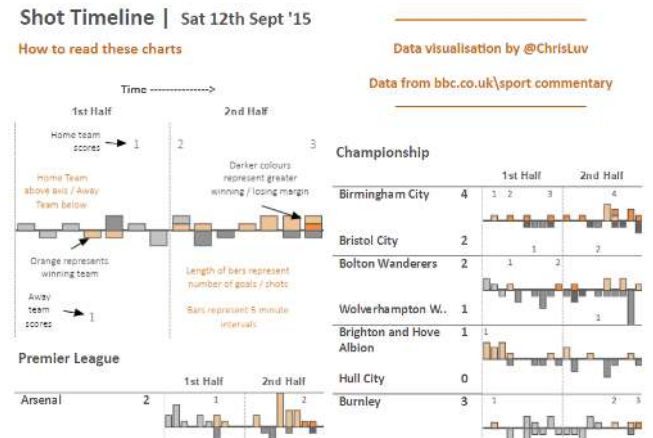 Shot Timeline | Sat 12th Sept '15
How to read these charts
Time -------------->
1st Half 2nd Half
Home team
scores
1 2 3
Darker colours
represent greater
winning / losing margin
Home Team
above axis / Away
Team below
Orange represents
winning team
Length of bars represent
number of goals / shots
Away
team
scores
1
Bars represent 5 minute
intervals
Premier League
1st Half 2nd Half
Arsenal 2
1 2
Data visualisation by @ChrisLuv
Data from bbc.co.uk\sport commentary
Championship
1st Half 2nd Half
Birmingham City 4
1 2 3 4
Bristol City 2
1 2
Bolton Wanderers 2
1 2
Wolverhampton W.. 1
1
Brighton and Hove
Albion
1
1
Hull City 0
Burnley 3
1 2 3